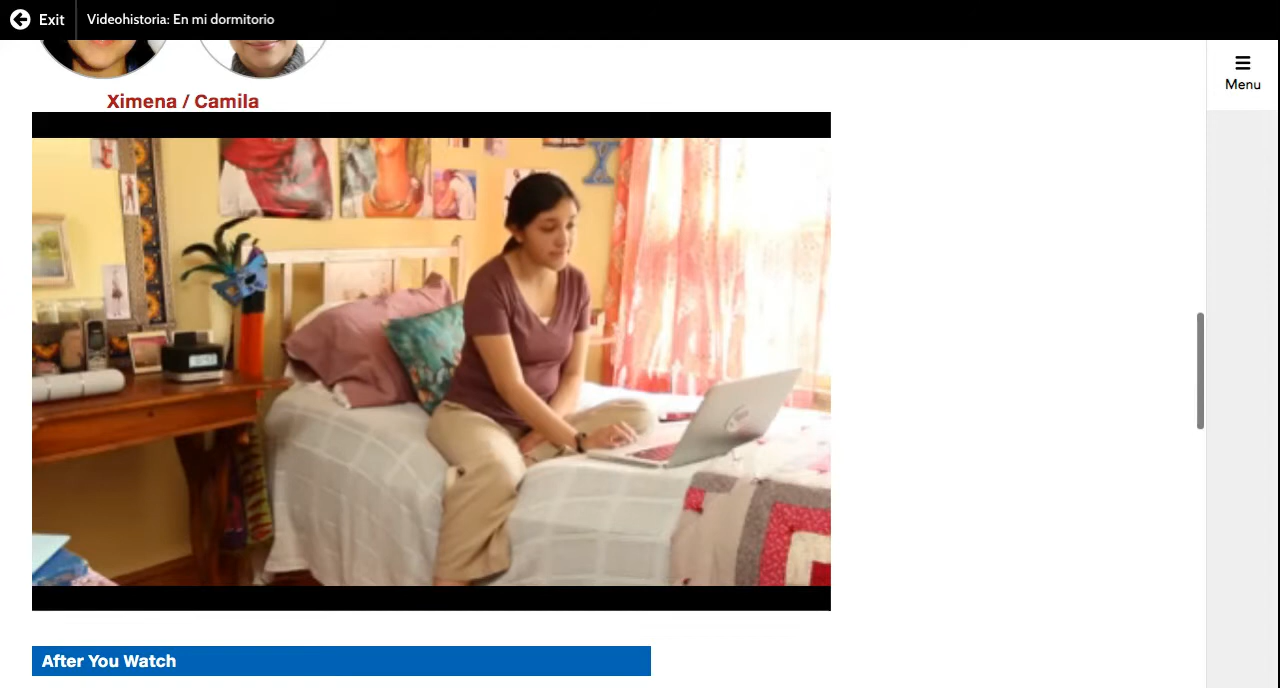 Exit
Videohistoria: En mi dormitorio
Menu
Ximena / Camila
After You Watch